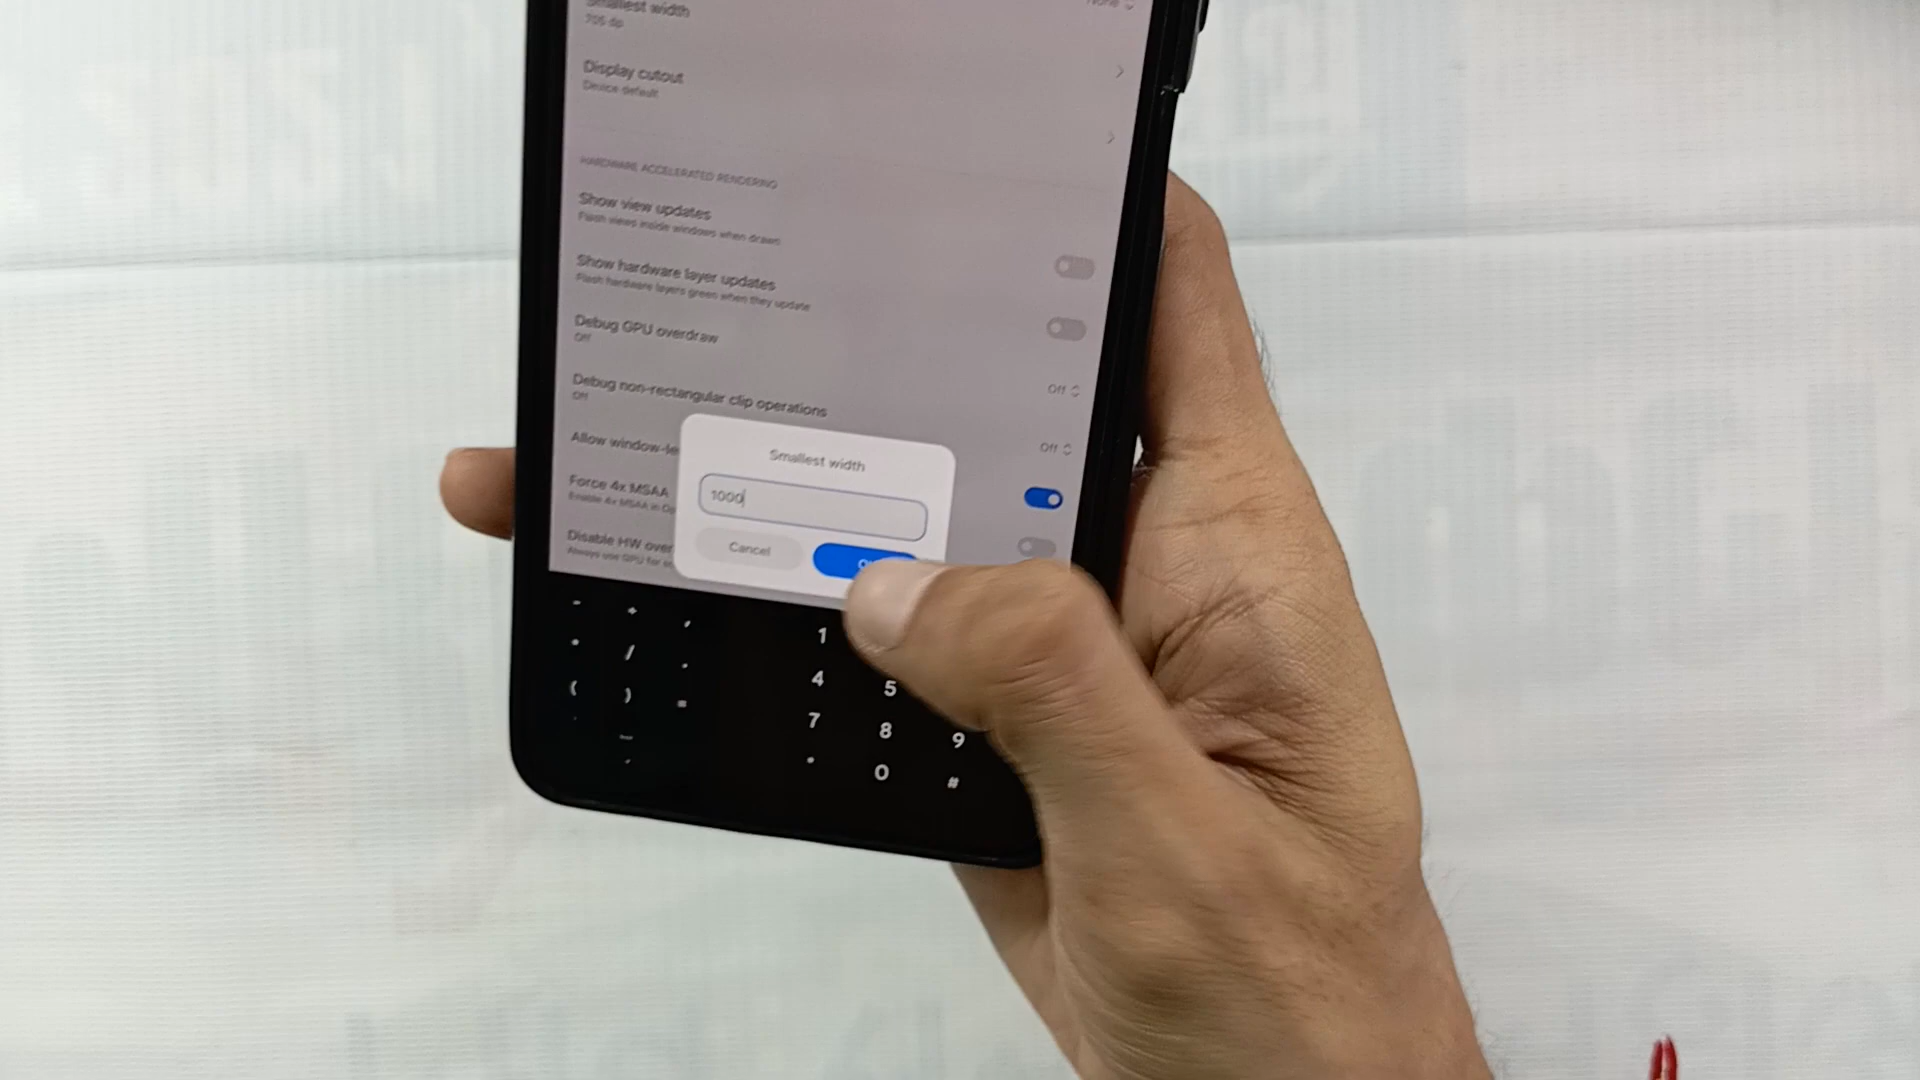 None
Smallest width
705 dp
Display cutout
Device default
HARDWARE ACCELERATED RENDERING
Show view updates
Flash views inside windows when drawn
Show hardware layer updates
Flash hardware layers green when they update
Debug GPU overdraw
Off
Off
Debug non-rectangular clip operations
Off
Off
Allow window-le
Force 4x MSAA
Enable 4x MSAA in Op
Disable HW over
Always use GPU for sc
Smallest width
1000
Cancel
- + , 1
* / . 4 5
( ) = 7 8 9
0 #